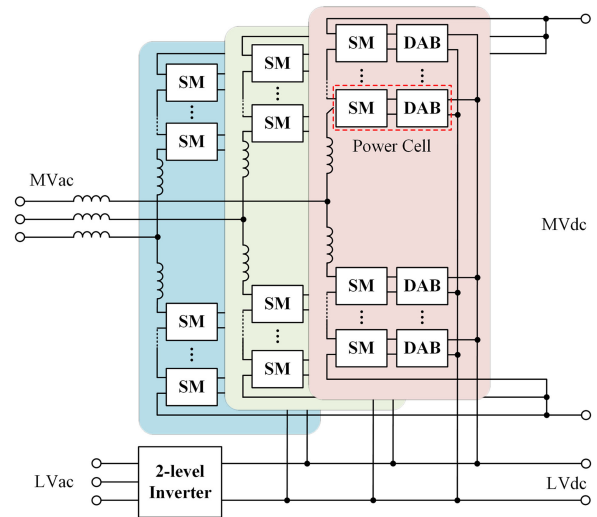 SM DAB
SM
SM
SM DAB
SM
SM
Power Cell
MVac
MVdc
SM DAB
SM
SM
SM DAB
SM
SM
LVac
2-level
Inverter
LVdc